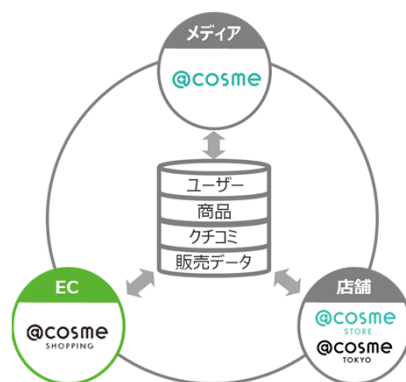 メディア
@cosme
ユーザー
商品
クチコミ
販売データ
EC
@cosme
SHOPPING
店舗
@cosme
STORE
@cosme
TOKYO